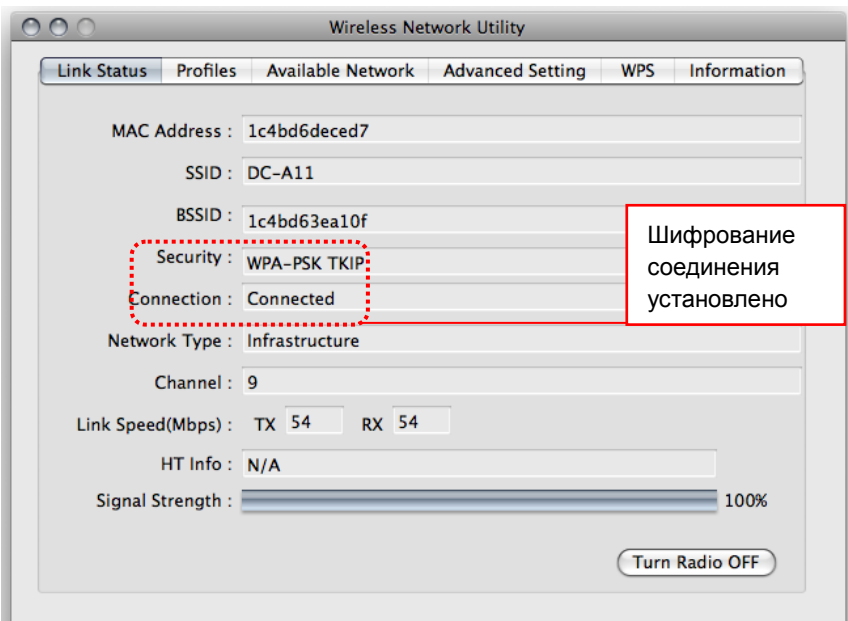 Wireless Network Utility
Link Status Profiles Available Network Advanced Setting WPS Information
MAC Address : 1c4bd6deced7
SSID : DC-A11
BSSID : 1c4bd63ea10f
Security : WPA-PSK TKIP
Connection : Connected
Шифрование
соединения
установлено
Network Type : Infrastructure
Channel : 9
Link Speed(Mbps) : TX 54 RX 54
HT Info : N/A
Signal Strength : 100%
Turn Radio OFF